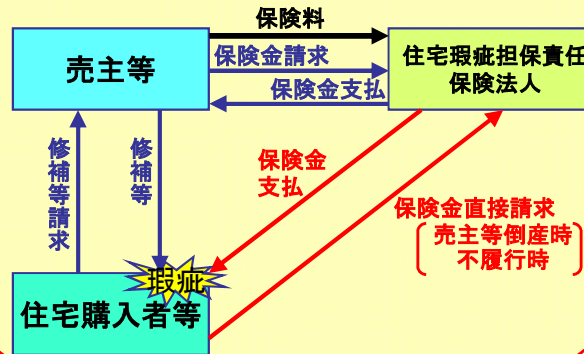 保険料
売主等
保険金請求
保険金支払
住宅瑕疵担保責任
保険法人
修補等請求
修補等
保険金
支払
保険金直接請求
売主等倒産時
不履行時
瑕疵
住宅購入者等